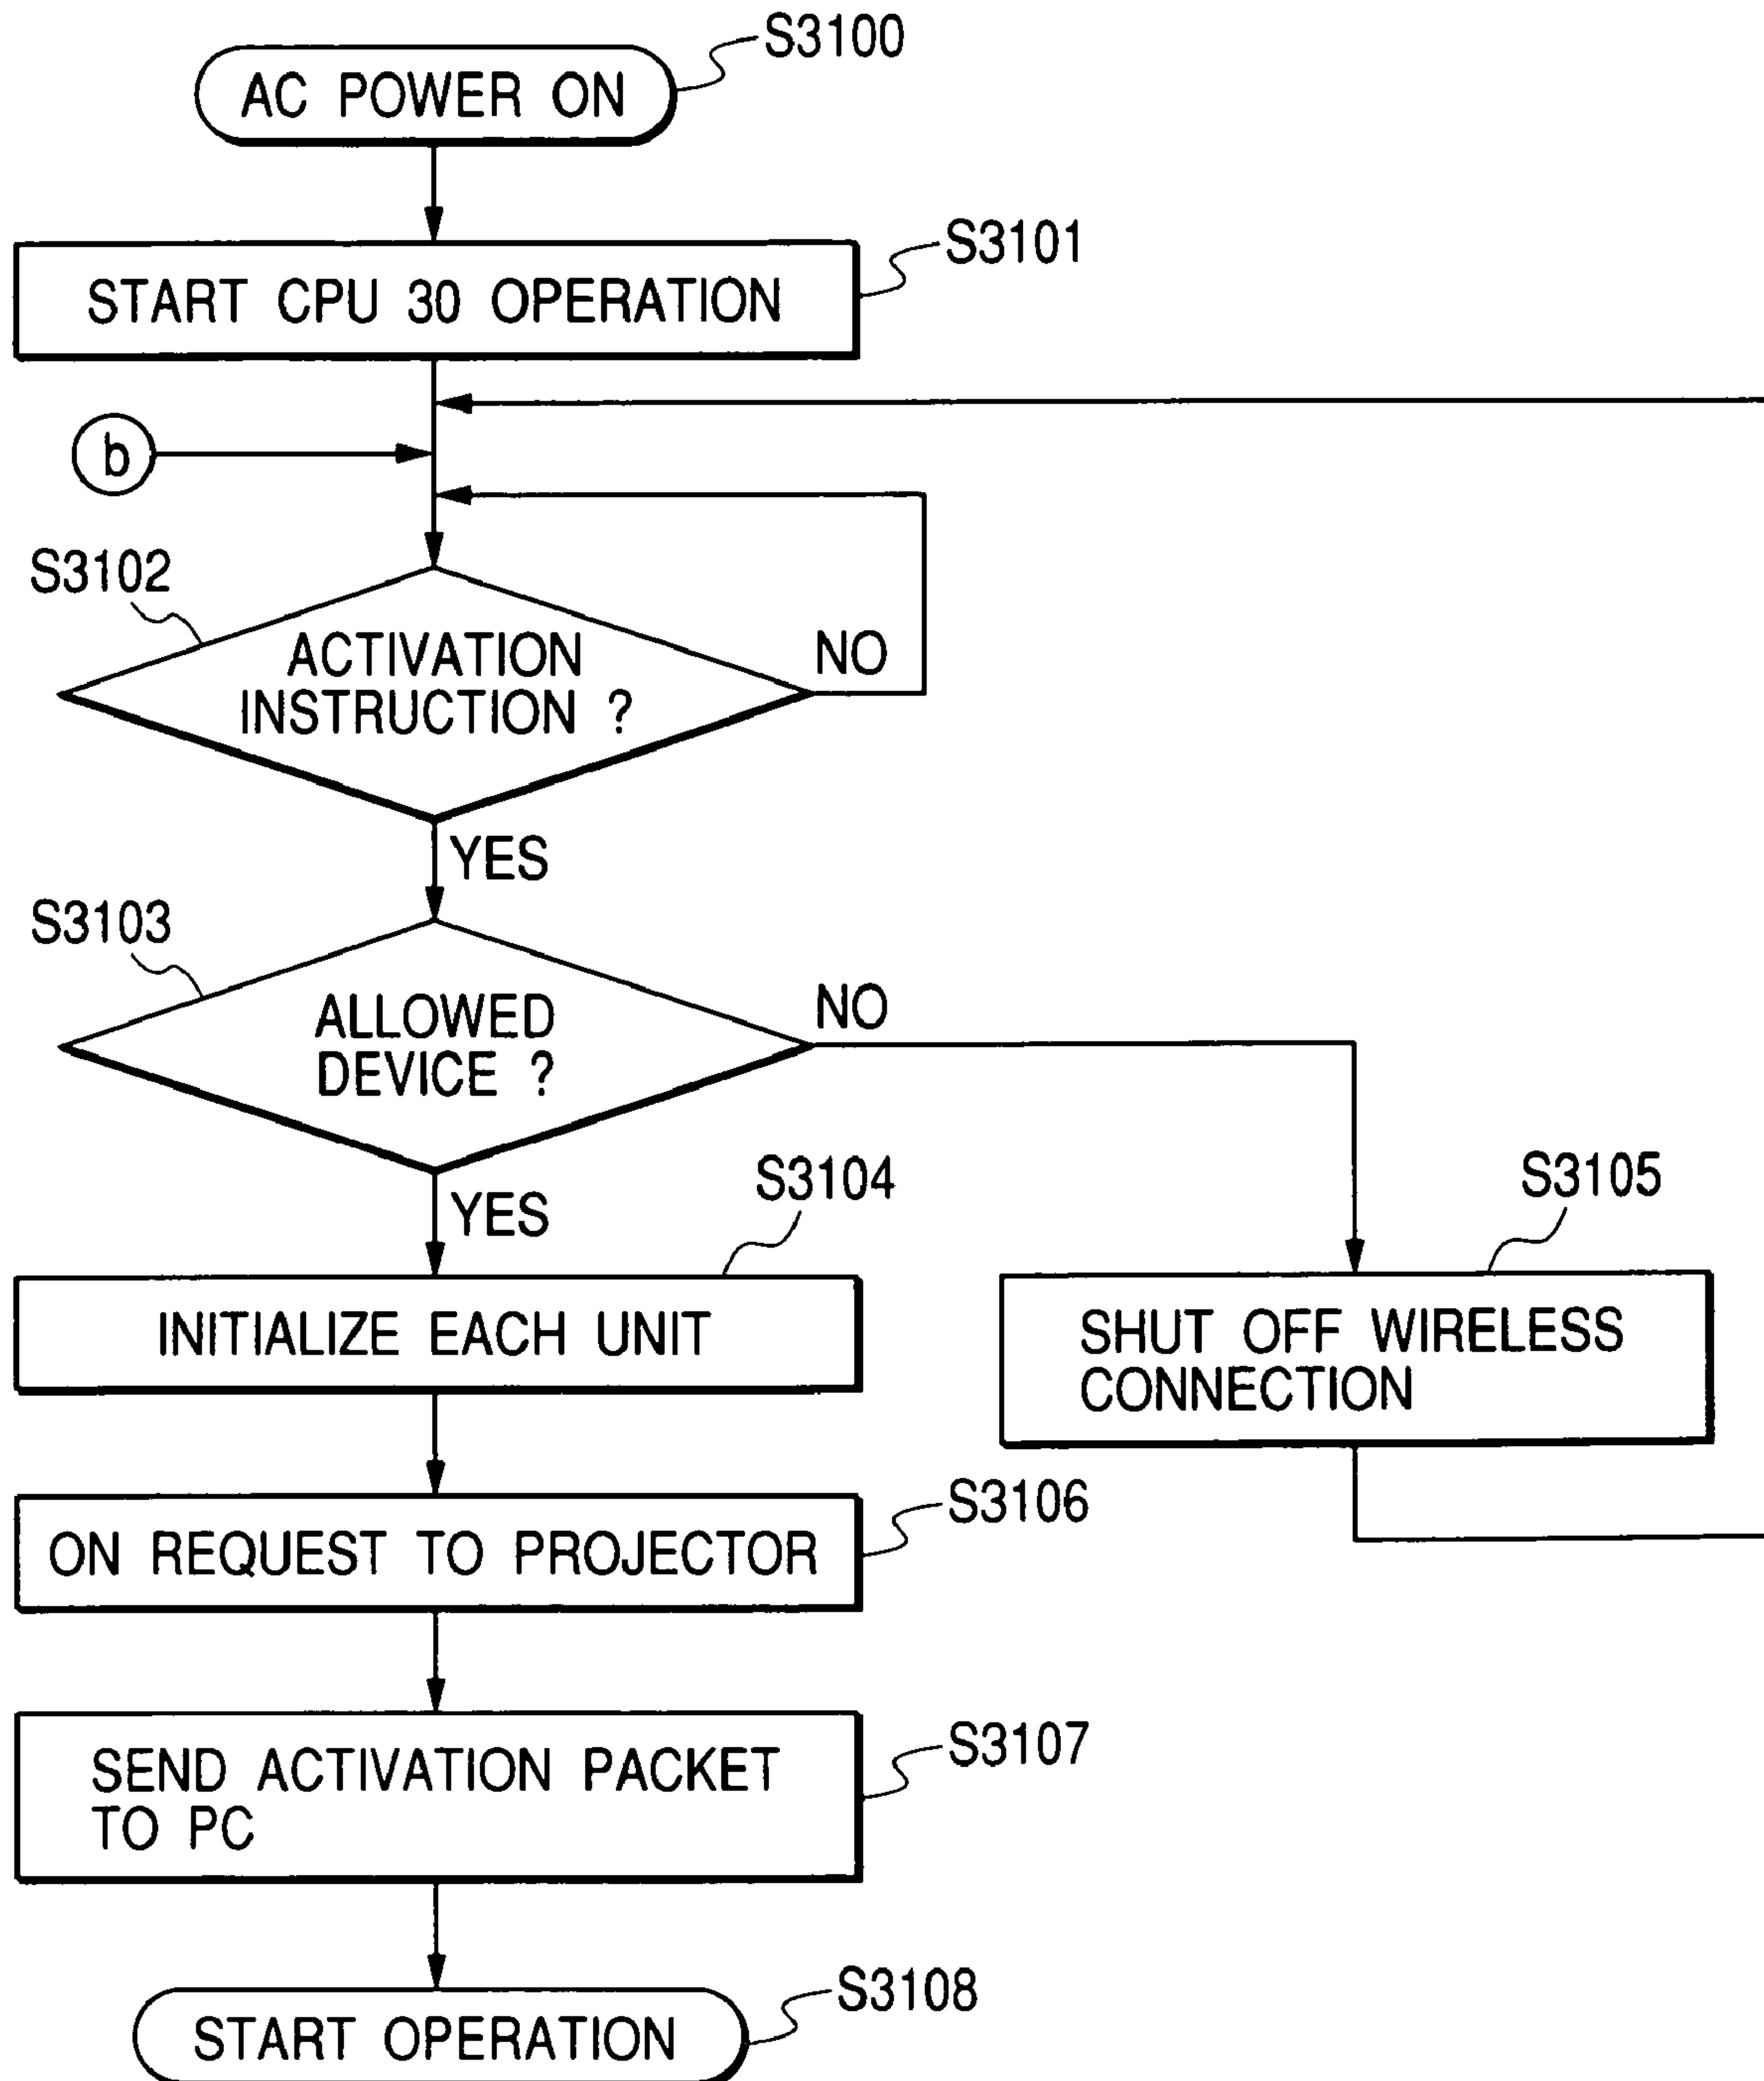 S3100
AC POWER ON
S3101
START CPU 30 OPERATION
b
S3102
ACTIVATION
INSTRUCTION ?
NO
YES
S3103
ALLOWED
DEVICE ?
NO
YES
S3104
INITIALIZE EACH UNIT
S3105
SHUT OFF WIRELESS
CONNECTION
S3106
ON REQUEST TO PROJECTOR
S3107
SEND ACTIVATION PACKET
TO PC
S3108
START OPERATION